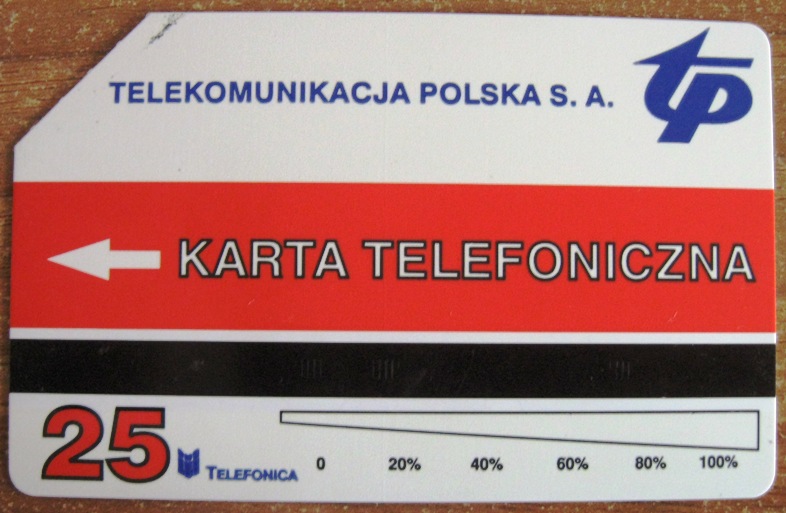 TELEKOMUNIKACJA POLSKA S. A.
TP
KARTA TELEFONICZNA
25
TELEFONICA
0 20% 40% 60% 80% 100%